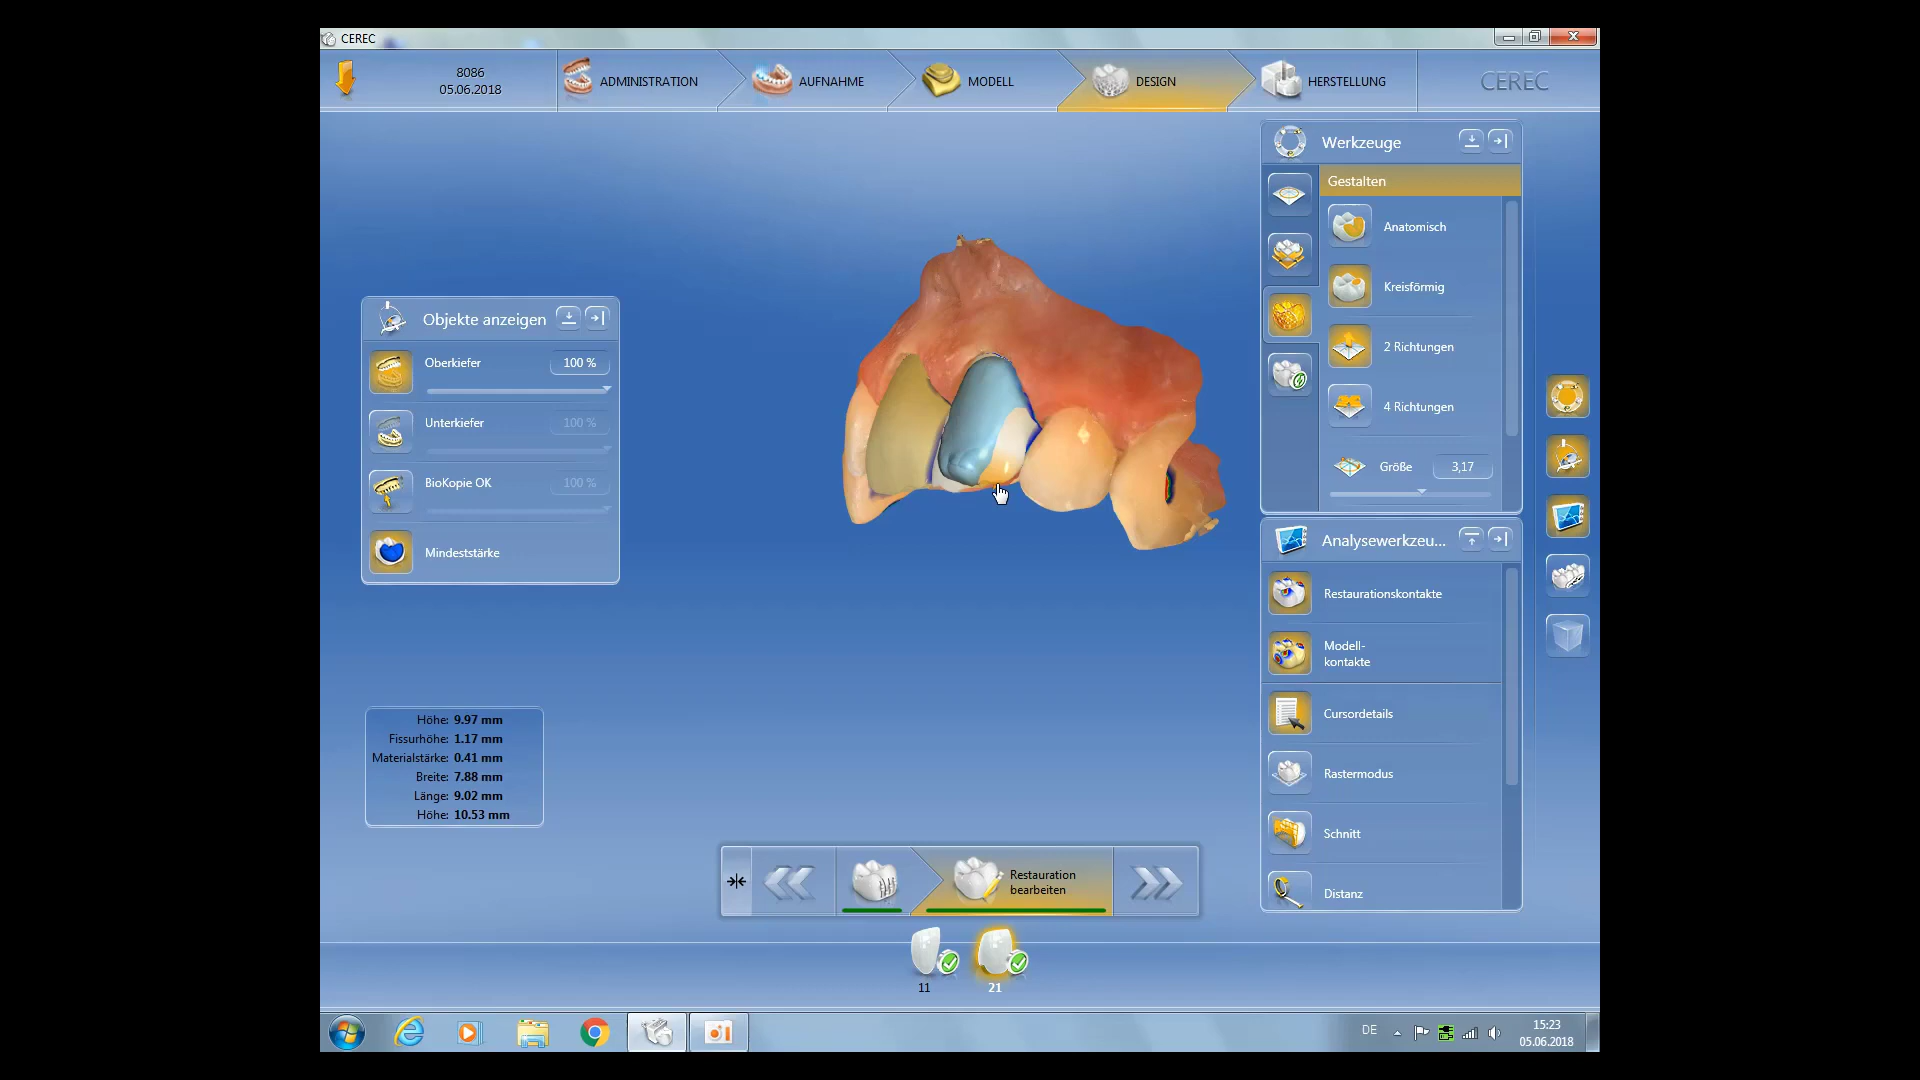 CEREC
8086
05.06.2018
ADMINISTRATION
AUFNAHME
MODELL
DESIGN
HERSTELLUNG
CEREC
Werkzeuge
Gestalten
Anatomisch
Kreisförmig
2 Richtungen
4 Richtungen
Größe 3,17
Objekte anzeigen
Oberkiefer 100 %
Unterkiefer 100 %
BioKopie OK 100 %
Mindeststärke
Analysewerkzeu...
Restaurationskontakte
Modell-
kontakte
Cursordetails
Rastermodus
Schnitt
Distanz
Höhe: 9.97 mm
Fissurhöhe: 1.17 mm
Materialstärke: 0.41 mm
Breite: 7.88 mm
Länge: 9.02 mm
Höhe: 10.53 mm
Restauration
bearbeiten
11
21
DE
15:23
05.06.2018